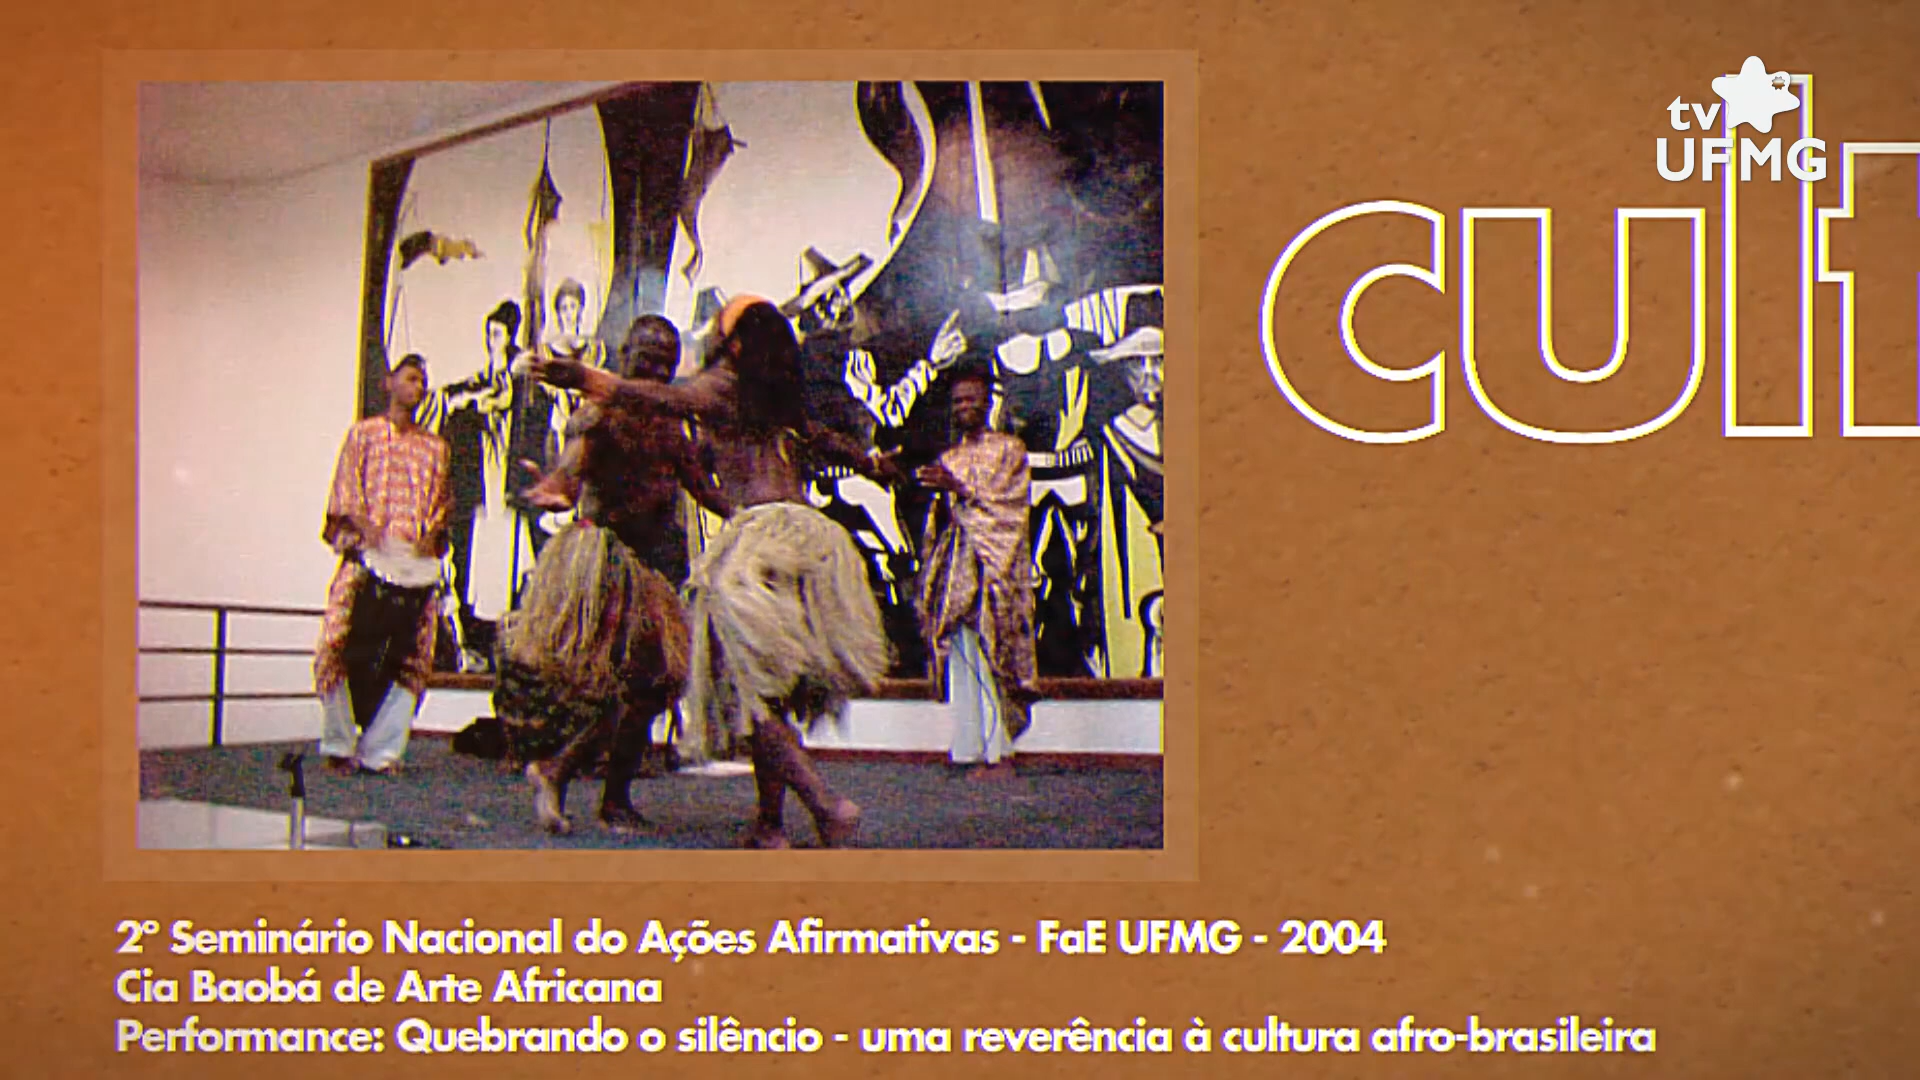 tv
UFMG
cult
2º Seminário Nacional do Ações Afirmativas - FaE UFMG - 2004
Cia Baobá de Arte Africana
Performance: Quebrando o silêncio - uma reverência à cultura afro-brasileira